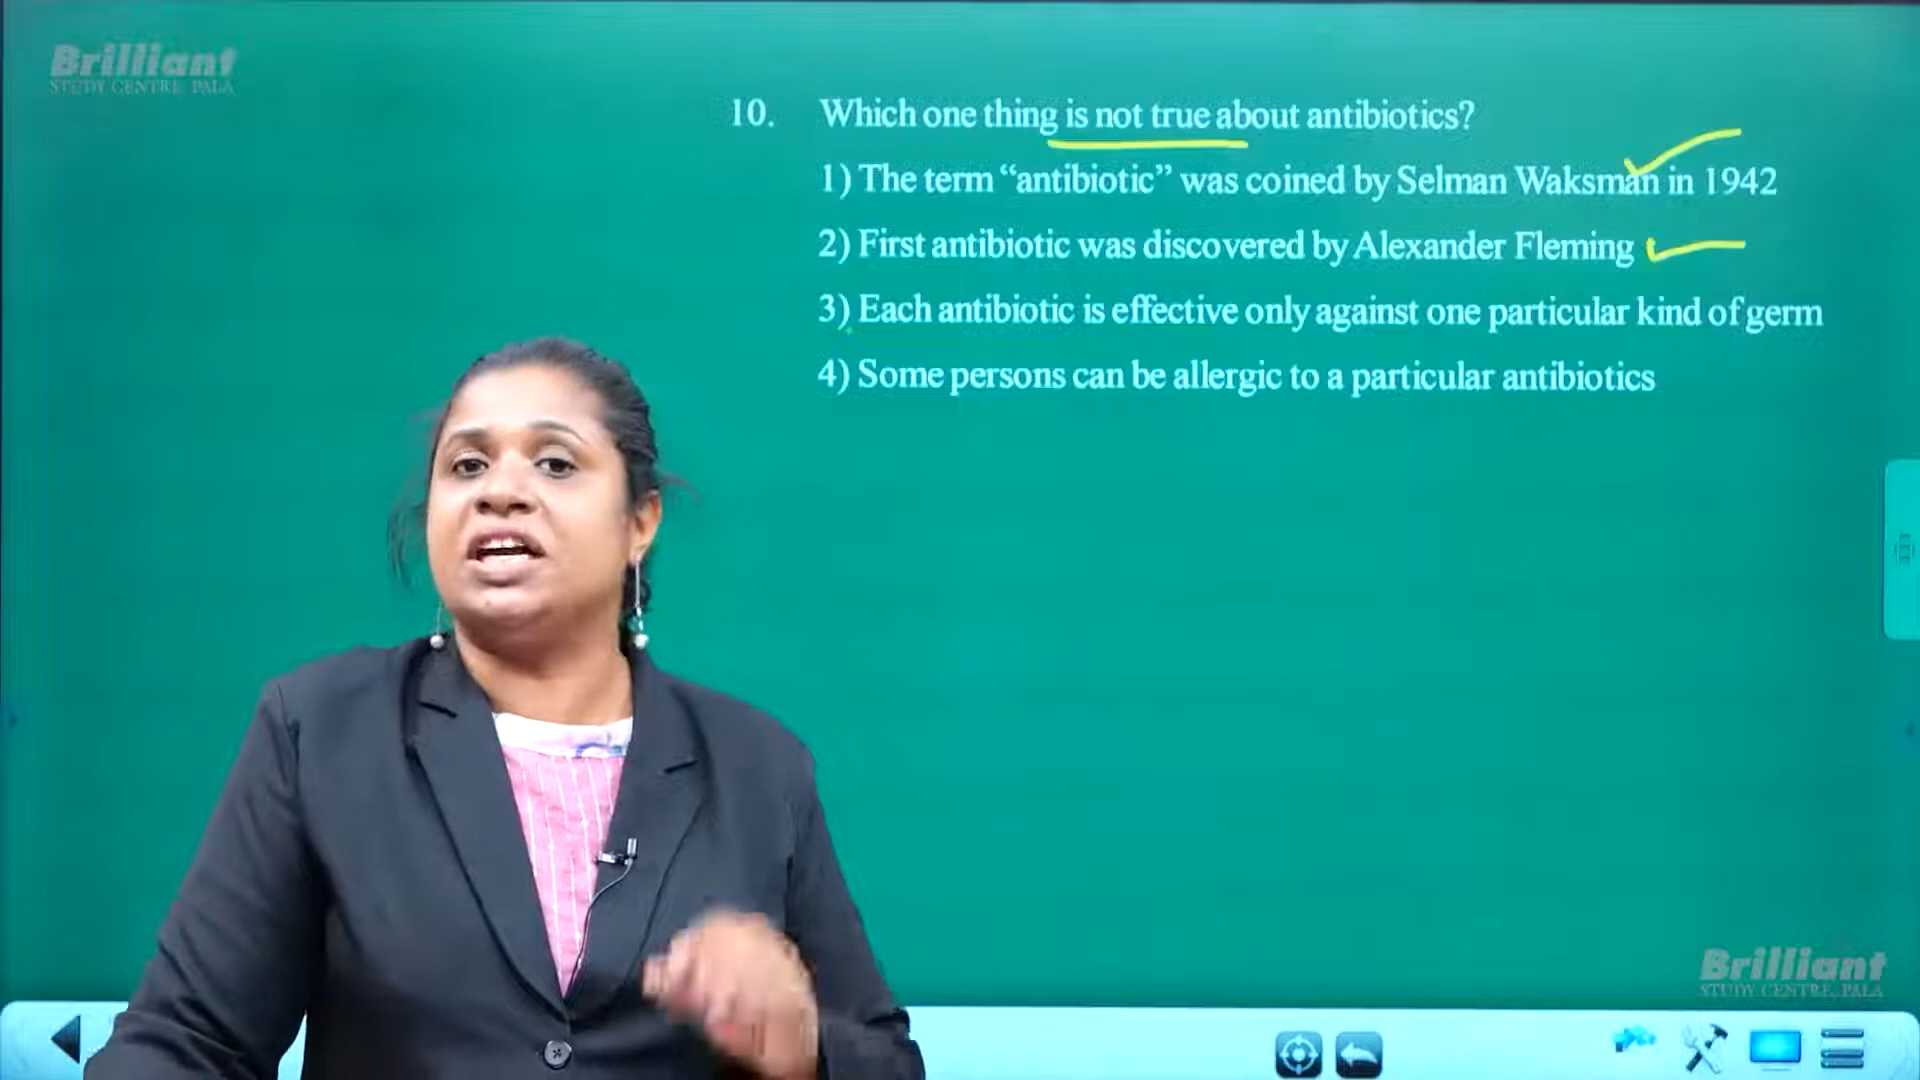 Brilliant
STUDY CENTRE, PALA
10. Which one thing is not true about antibiotics?
1) The term “antibiotic” was coined by Selman Waksman in 1942
2) First antibiotic was discovered by Alexander Fleming
3) Each antibiotic is effective only against one particular kind of germ
4) Some persons can be allergic to a particular antibiotics
Brilliant
STUDY CENTRE, PALA